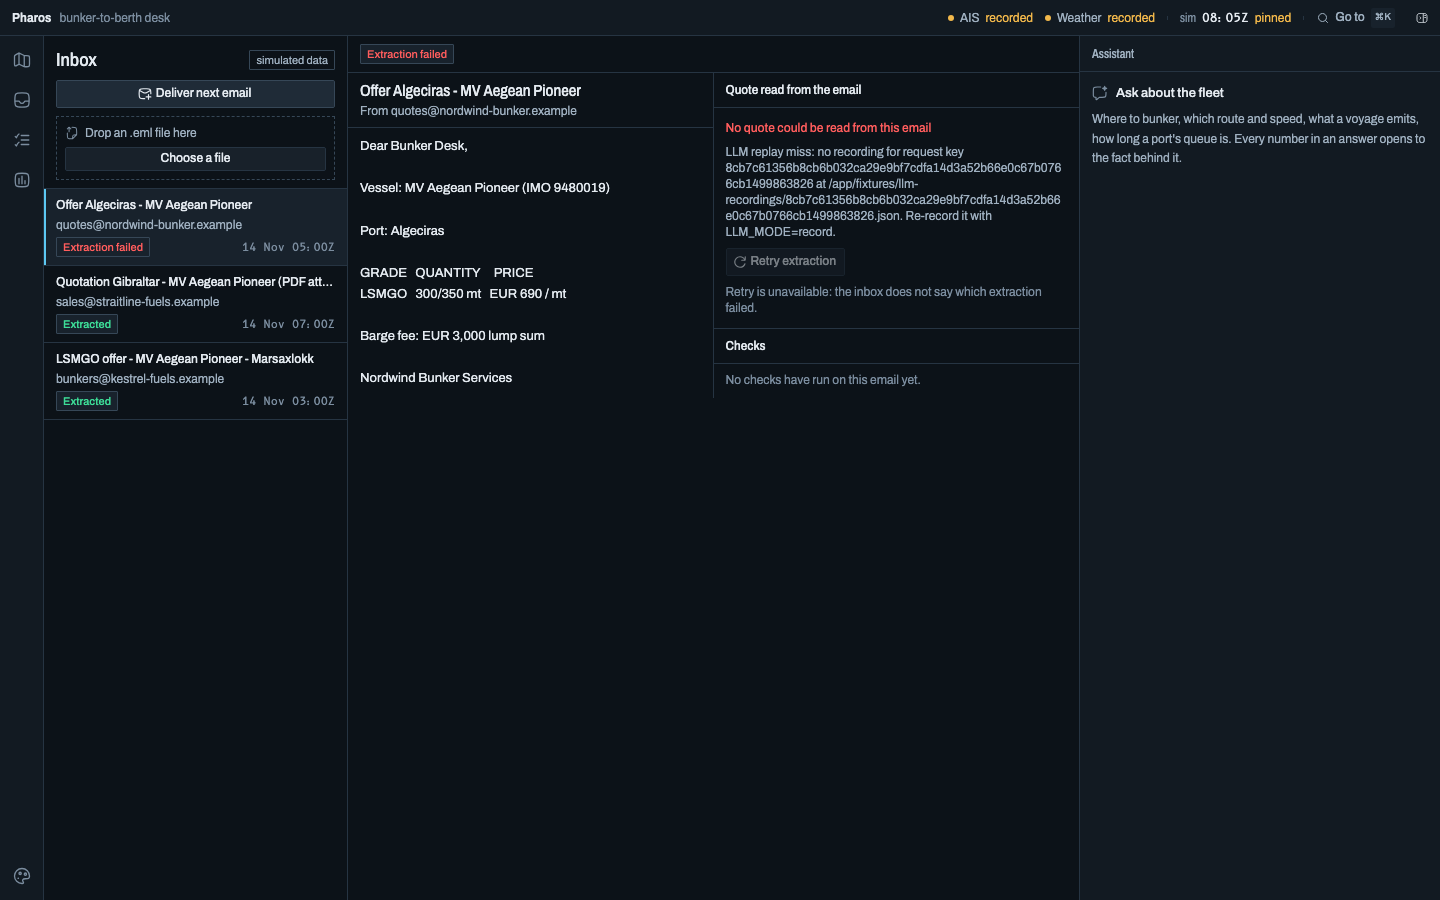 Pharos bunker-to-berth desk
AIS recorded Weather recorded sim 08:05Z pinned Go to ⌘K
Inbox
simulated data
Deliver next email
Drop an .eml file here
Choose a file
Offer Algeciras - MV Aegean Pioneer
quotes@nordwind-bunker.example
Extraction failed 14 Nov 05:00Z
Quotation Gibraltar - MV Aegean Pioneer (PDF att...
sales@straitline-fuels.example
Extracted 14 Nov 07:00Z
LSMGO offer - MV Aegean Pioneer - Marsaxlokk
bunkers@kestrel-fuels.example
Extracted 14 Nov 03:00Z
Extraction failed
Offer Algeciras - MV Aegean Pioneer
From quotes@nordwind-bunker.example
Dear Bunker Desk,
Vessel: MV Aegean Pioneer (IMO 9480019)
Port: Algeciras
GRADE QUANTITY PRICE
LSMGO 300/350 mt EUR 690 / mt
Barge fee: EUR 3,000 lump sum
Nordwind Bunker Services
Quote read from the email
No quote could be read from this email
LLM replay miss: no recording for request key
8cb7c61356b8cb6b032ca29e9bf7cdfa14d3a52b66e0c67b076
6cb1499863826 at /app/fixtures/llm-
recordings/8cb7c61356b8cb6b032ca29e9bf7cdfa14d3a52b66
e0c67b0766cb1499863826.json. Re-record it with
LLM_MODE=record.
Retry extraction
Retry is unavailable: the inbox does not say which extraction
failed.
Checks
No checks have run on this email yet.
Assistant
Ask about the fleet
Where to bunker, which route and speed, what a voyage emits,
how long a port's queue is. Every number in an answer opens to
the fact behind it.